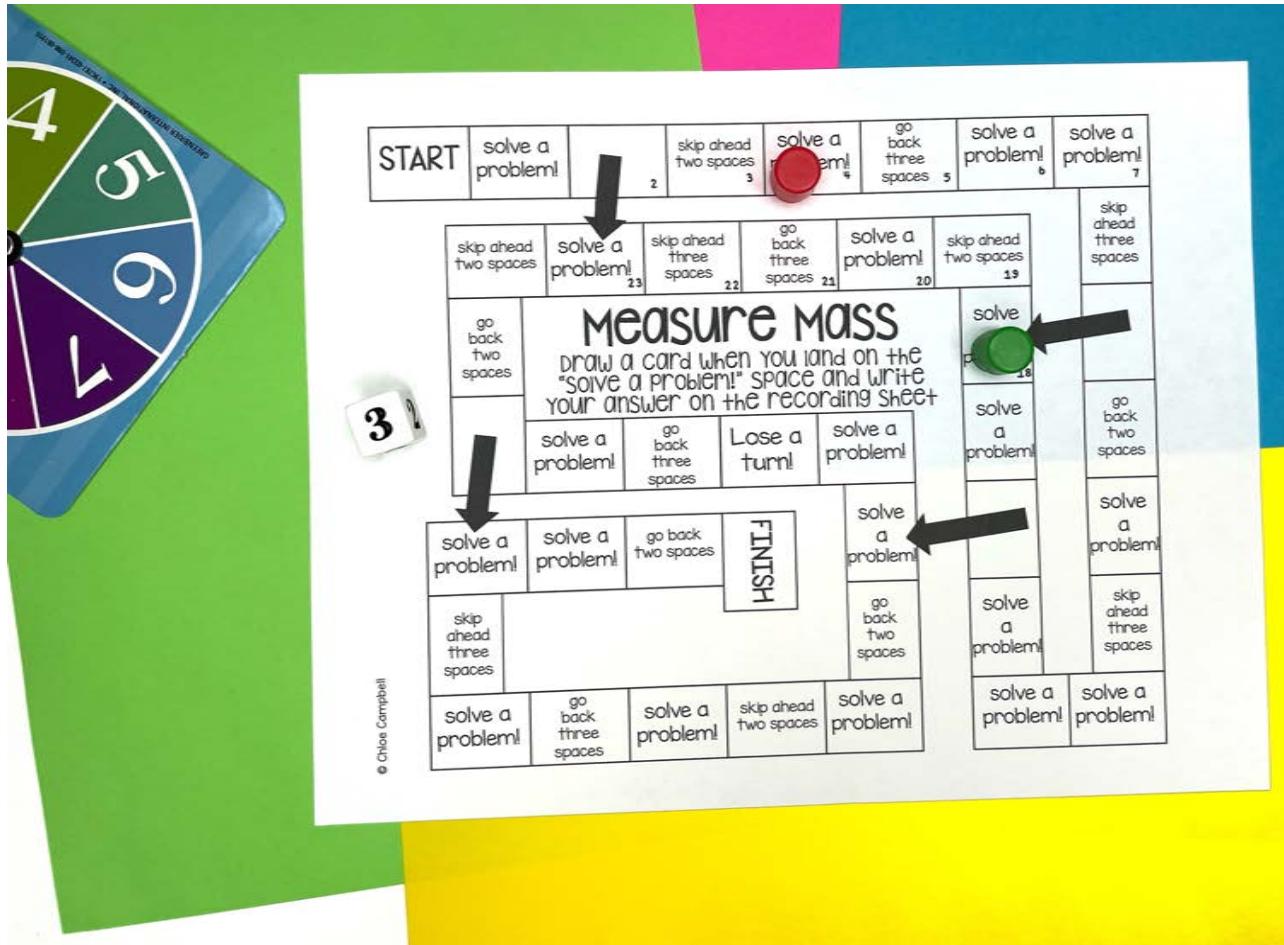 GREENBRIER INTERNATIONAL, INC.
4
5
6
7
START
solve a
problem!
2
skip ahead
two spaces
3
solve a
4
go
back
three
spaces 5
solve a
problem!
6
solve a
problem!
7
skip
ahead
three
spaces
go
back
two
spaces
solve
a
problem!
skip
ahead
three
spaces
solve a
problem!
solve a
problem!
solve
a
problem!
solve
a
problem!
solve
18
skip ahead
two spaces
19
solve a
problem!
20
go
back
three
spaces 21
skip ahead
three
spaces
22
solve a
problem!
23
skip ahead
two spaces
go
back
two
spaces
Measure Mass
Draw a card when you land on the
"Solve a Problem!" space and write
your answer on the recording sheet
3
2
solve a
problem!
go
back
three
spaces
Lose a
turn!
solve a
problem!
solve
a
problem!
go
back
two
spaces
solve a
problem!
skip ahead
two spaces
solve a
problem!
go
back
three
spaces
solve a
problem!
skip
ahead
three
spaces
solve a
problem!
solve a
problem!
go back
two spaces
FINISH
© Chloe Campbell